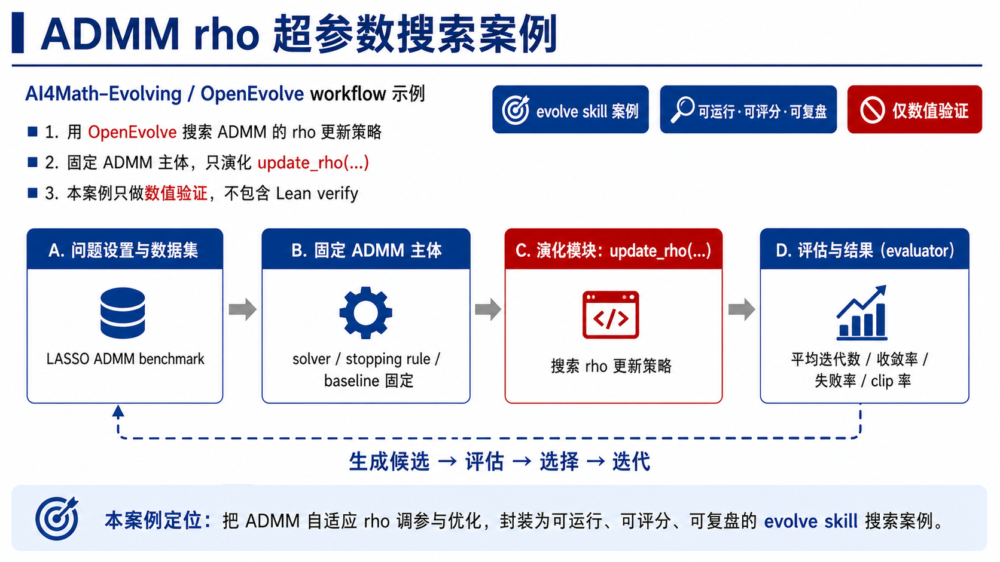 ADMM rho 超参数搜索案例
AI4Math-Evolving / OpenEvolve workflow 示例
1. 用 OpenEvolve 搜索 ADMM 的 rho 更新策略
2. 固定 ADMM 主体，只演化 update_rho(...)
3. 本案例只做数值验证，不包含 Lean verify
evolve skill 案例
可运行·可评分·可复盘
仅数值验证
A. 问题设置与数据集
LASSO ADMM benchmark
B. 固定 ADMM 主体
solver / stopping rule /
baseline 固定
C. 演化模块：update_rho(...)
</>
搜索 rho 更新策略
D. 评估与结果（evaluator）
平均迭代数 / 收敛率 /
失败率 / clip 率
生成候选 → 评估 → 选择 → 迭代
本案例定位：把 ADMM 自适应 rho 调参与优化，封装为可运行、可评分、可复盘的 evolve skill 搜索案例。